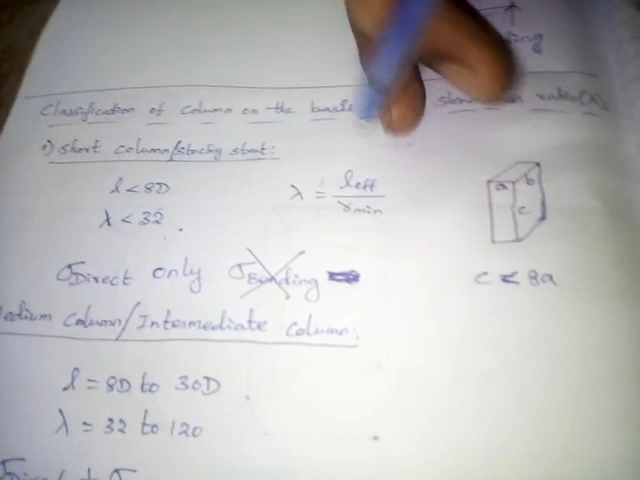 Classification of Column on the basis ratio(λ)
1) Short Column/stocky strut:
l < 8D
λ < 32 .
λ = leff / rmin
a b
c
σDirect only σBending
c < 8a
Medium Column/Intermediate Column:
l = 8D to 30D .
λ = 32 to 120